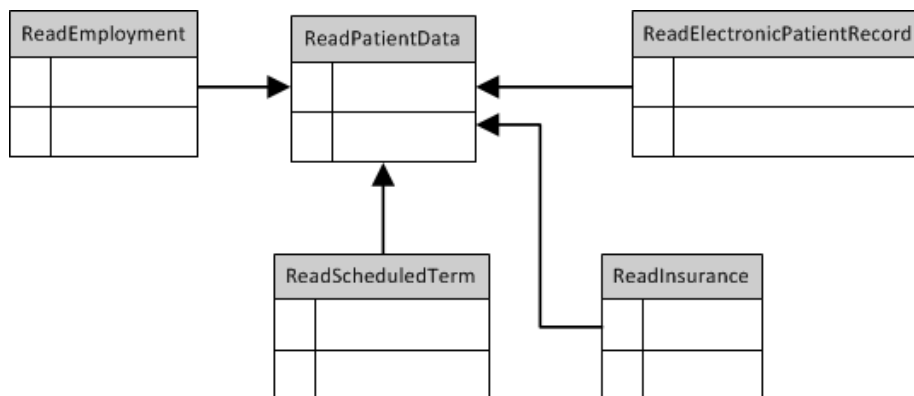 ReadEmployment
ReadPatientData
ReadElectronicPatientRecord
ReadScheduledTerm
ReadInsurance